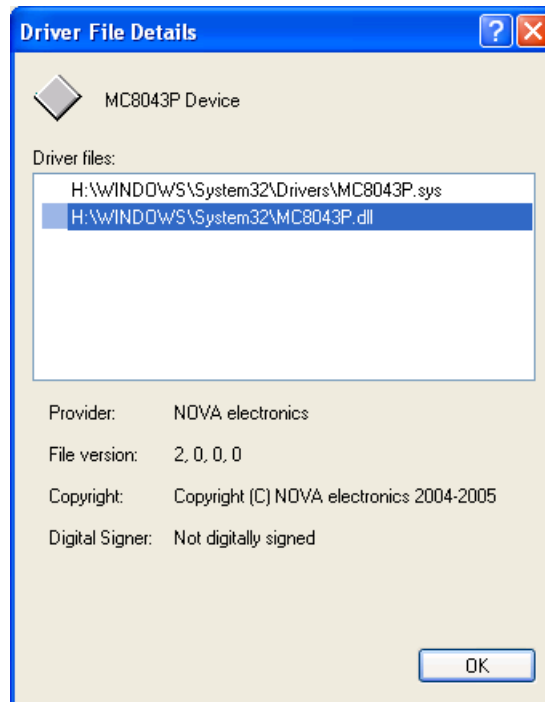 Driver File Details
MC8043P Device
Driver files:
H:\WINDOWS\System32\Drivers\MC8043P.sys
H:\WINDOWS\System32\MC8043P.dll
Provider: NOVA electronics
File version: 2, 0, 0, 0
Copyright: Copyright (C) NOVA electronics 2004-2005
Digital Signer: Not digitally signed
OK